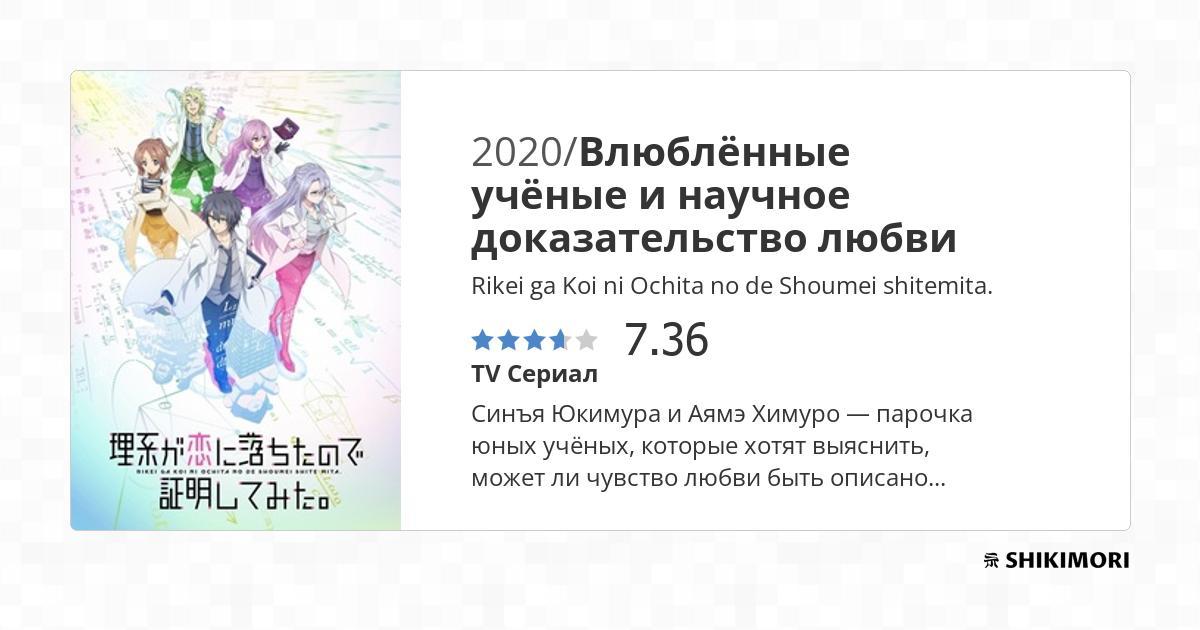 理系が恋に落ちたので
RIKEI GA KOI NI OCHITA NO DE SHOUMEI SHITE MITA.
証明してみた。
2020/Влюблённые
учёные и научное
доказательство любви
Rikei ga Koi ni Ochita no de Shoumei shitemita.
7.36
TV Сериал
Синъя Юкимура и Аямэ Химуро — парочка
юных учёных, которые хотят выяснить,
может ли чувство любви быть описано...
SHIKIMORI